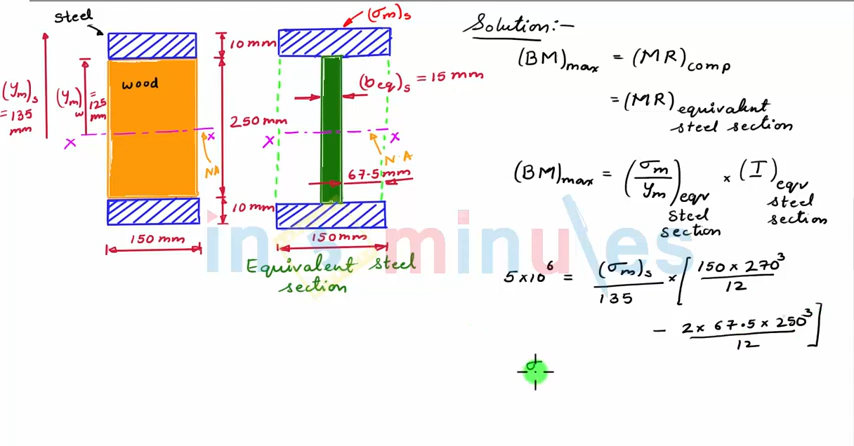 steel
wood
(Ym)s = 135 mm
(Ym)w = 125 mm
10 mm
250 mm
10 mm
x
x
NA
150 mm
(σm)s
(beq)s = 15 mm
x
x
N A
67.5 mm
150 mm
Equivalent steel
section
Solution:-
(BM)max = (MR)comp
= (MR)equivalent steel section
(BM)max = (σm/Ym)eqv steel section × (I)eqv steel section
5×10^6 = (σm)s/135 × [150 × 270^3/12
− 2 × 67.5 × 250^3/12]
in minutes